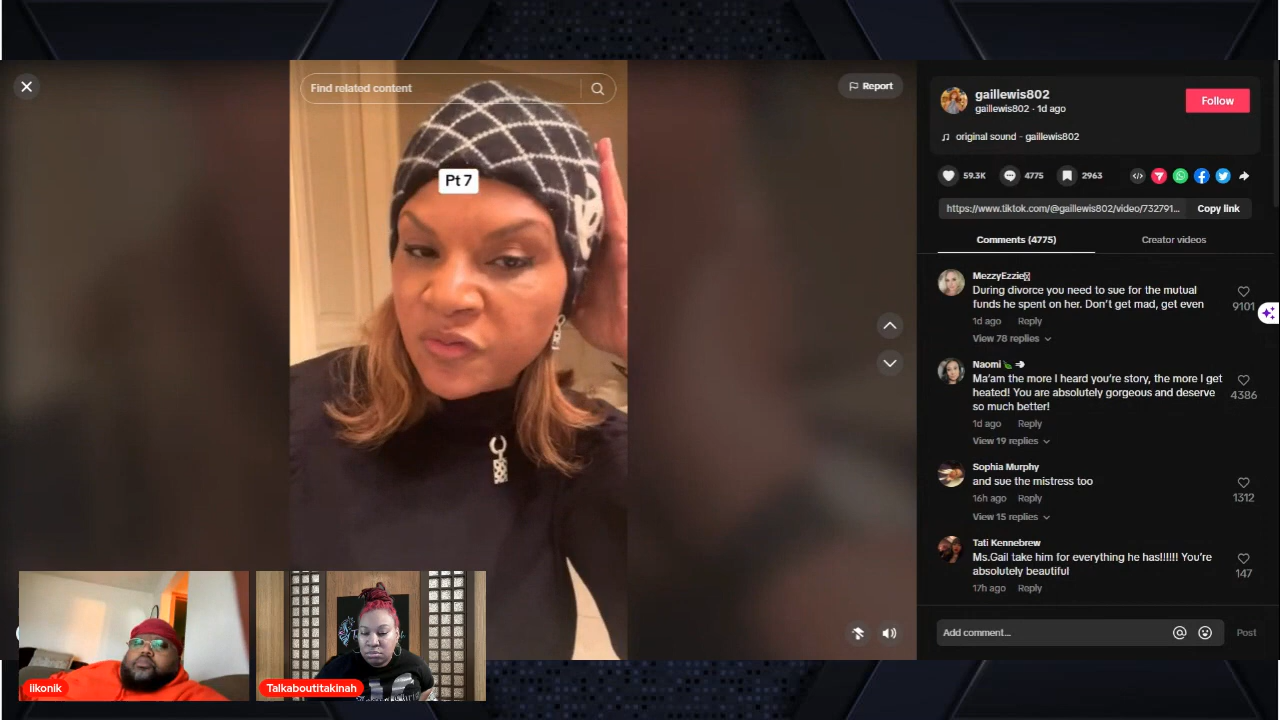 Find related content
Report
Pt 7
gaillewis802
gaillewis802 · 1d ago
Follow
original sound - gaillewis802
59.3K
4775
2963
https://www.tiktok.com/@gaillewis802/video/732791...
Copy link
Comments (4775)
Creator videos
MezzyEzzie
During divorce you need to sue for the mutual
funds he spent on her. Don't get mad, get even
9101
1d ago Reply
View 78 replies
Naomi
Ma'am the more I heard you're story, the more I get
heated! You are absolutely gorgeous and deserve
so much better!
4386
1d ago Reply
View 19 replies
Sophia Murphy
and sue the mistress too
1312
16h ago Reply
View 15 replies
Tati Kennebrew
Ms.Gail take him for everything he has!!!!!! You're
absolutely beautiful
147
17h ago Reply
Add comment...
Post
Iikonik
Talkaboutitakinah